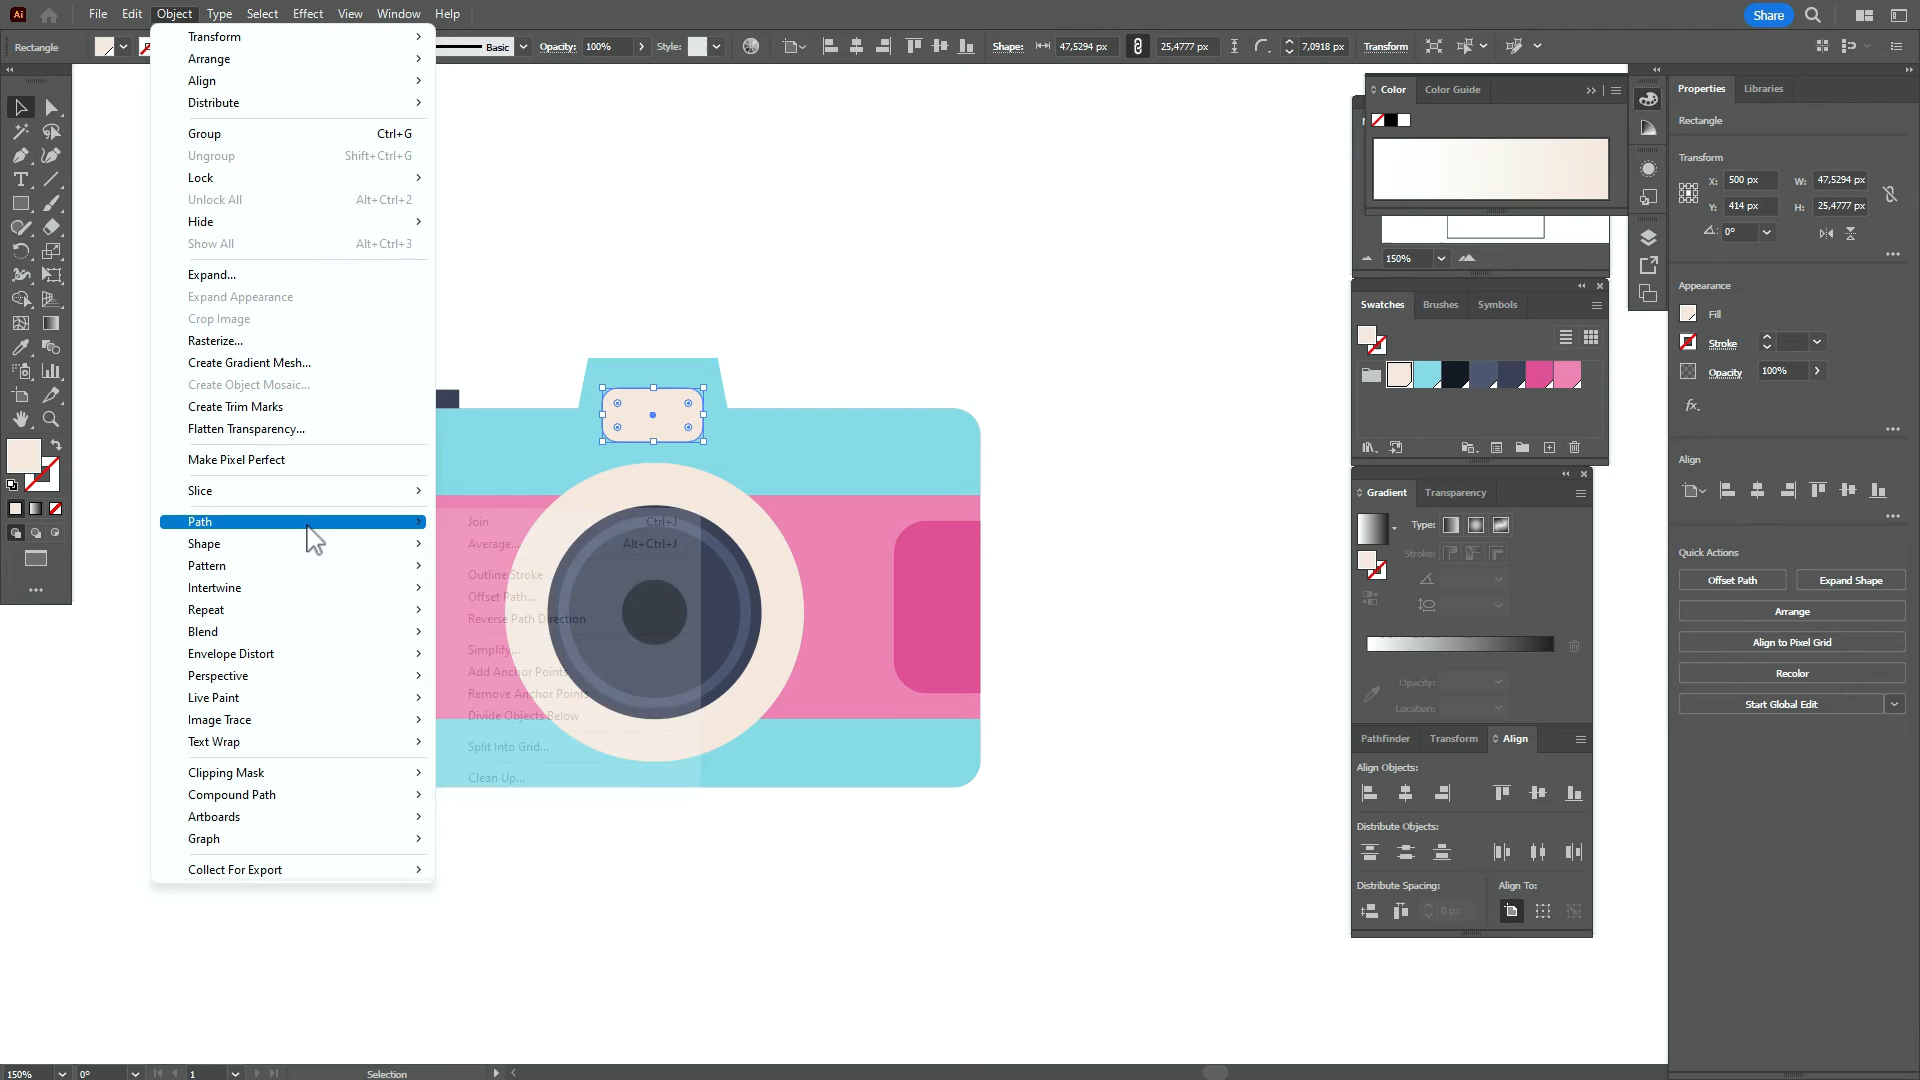 Ai File Edit Object Type Select Effect View Window Help Share
Rectangle Basic Opacity: 100% Style: Shape: 47,5294 px 25,4777 px 7,0918 px Transform
Transform
Arrange
Align
Distribute
Group Ctrl+G
Ungroup Shift+Ctrl+G
Lock
Unlock All Alt+Ctrl+2
Hide
Show All Alt+Ctrl+3
Expand...
Expand Appearance
Crop Image
Rasterize...
Create Gradient Mesh...
Create Object Mosaic...
Create Trim Marks
Flatten Transparency...
Make Pixel Perfect
Slice
Path
Shape
Pattern
Intertwine
Repeat
Blend
Envelope Distort
Perspective
Live Paint
Image Trace
Text Wrap
Clipping Mask
Compound Path
Artboards
Graph
Collect For Export
Join Ctrl+J
Average... Alt+Ctrl+J
Outline Stroke
Offset Path...
Reverse Path Direction
Simplify...
Add Anchor Points
Remove Anchor Points
Divide Objects Below
Split Into Grid...
Clean Up...
Color Color Guide
150%
Swatches Brushes Symbols
Gradient Transparency
Type:
Stroke:
Opacity:
Location:
Pathfinder Transform Align
Align Objects:
Distribute Objects:
Distribute Spacing: Align To:
0 px
Properties Libraries
Rectangle
Transform
X: 500 px W: 47,5294 px
Y: 414 px H: 25,4777 px
0°
Appearance
Fill
Stroke
Opacity 100%
fx.
Align
Quick Actions
Offset Path Expand Shape
Arrange
Align to Pixel Grid
Recolor
Start Global Edit
150% 0° 1 Selection